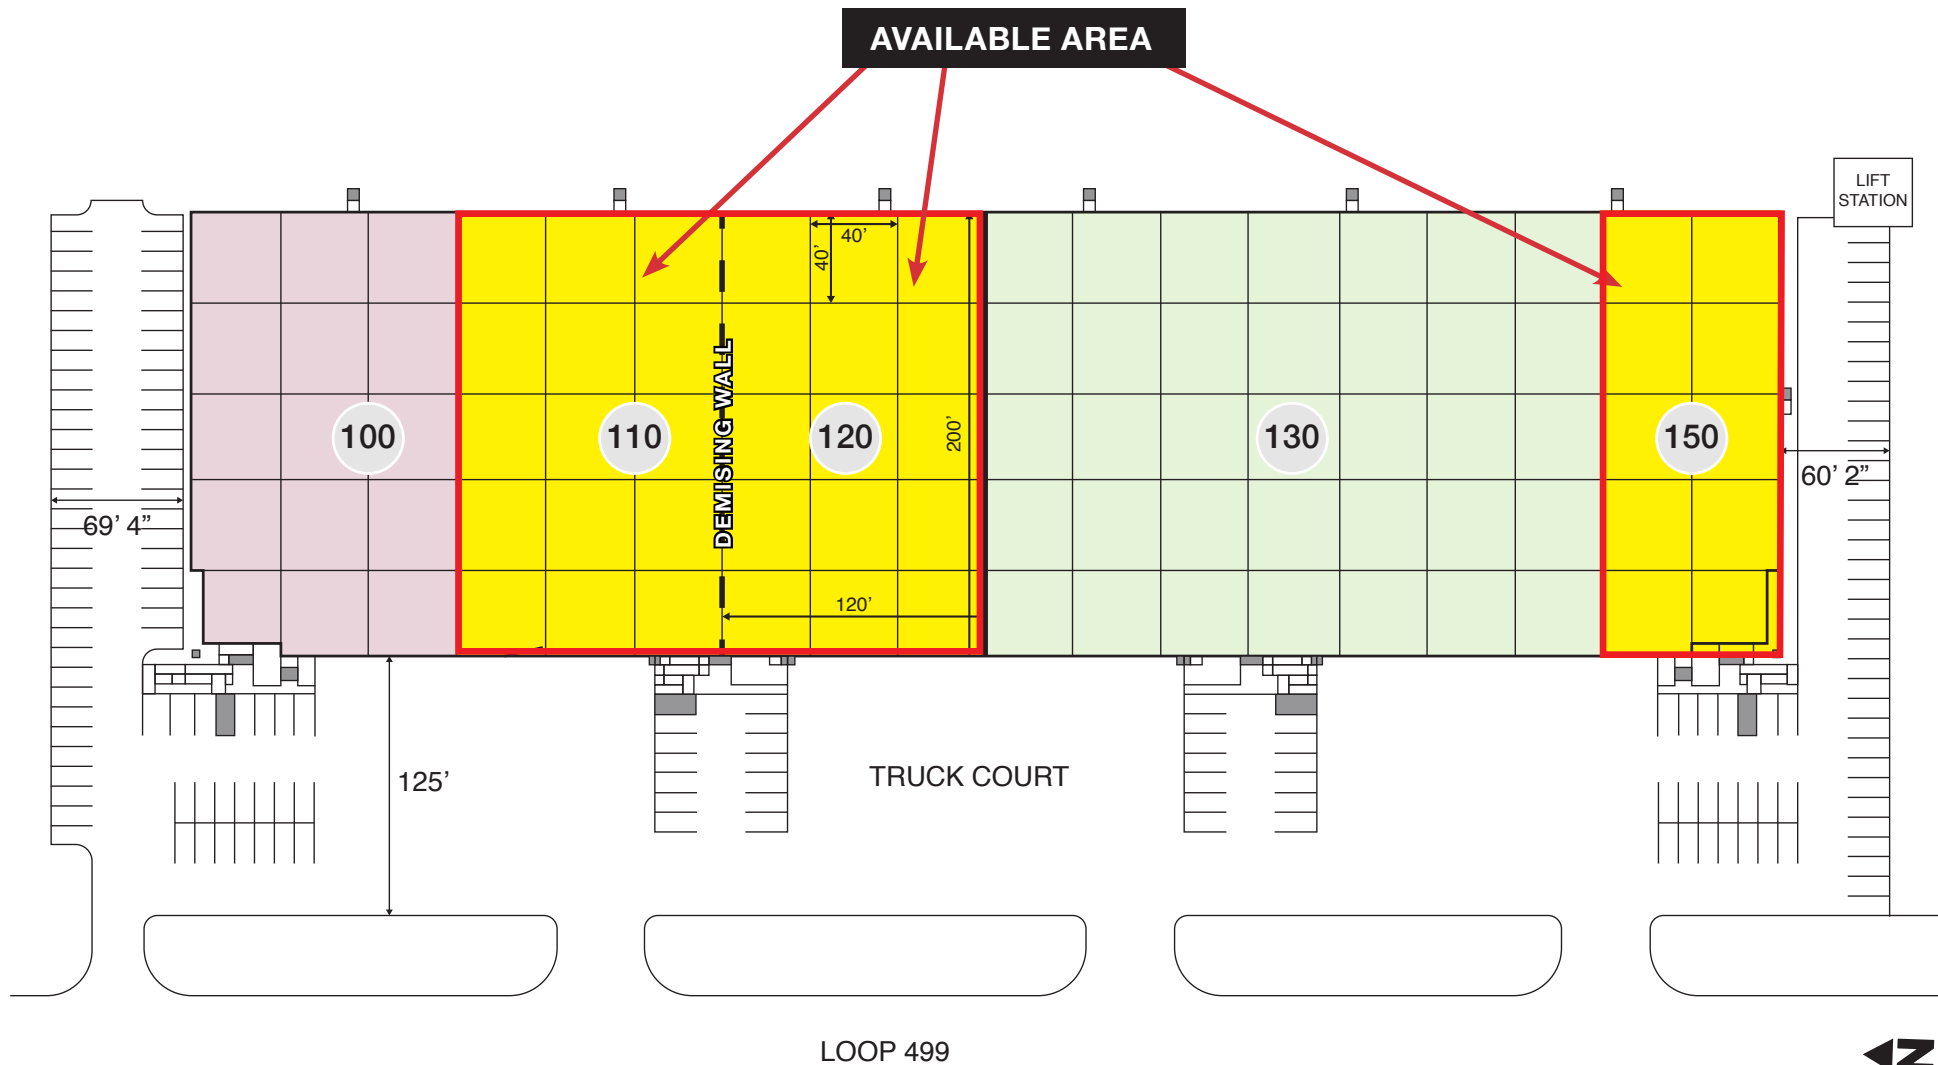 AVAILABLE AREA
LIFT
STATION
40’
40’
DEMISING WALL
100
110
120
200’
130
150
69’ 4”
60’ 2”
120’
125’
TRUCK COURT
LOOP 499
N